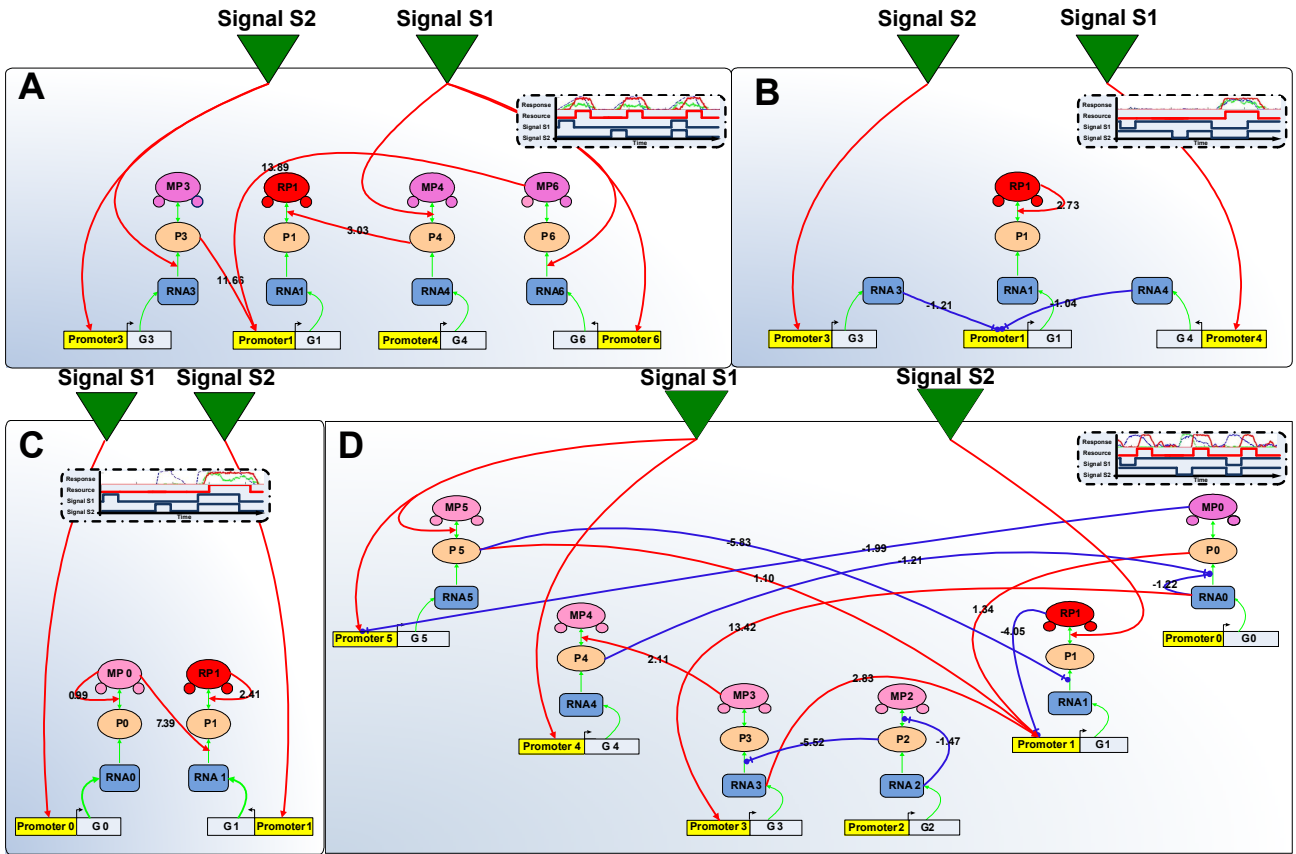 Signal S2
Signal S1
Signal S2
Signal S1
A
Response
Resource
Signal S1
Signal S2
Time
13.89
MP3
RP1
MP4
MP6
P3
P1
3.03
P4
P6
11.66
RNA3
RNA1
RNA4
RNA6
Promoter3
G3
Promoter1
G1
Promoter4
G4
G6
Promoter 6
B
Response
Resource
Signal S1
Signal S2
Time
RP1
2.73
P1
RNA3
-1.21
RNA1
-1.04
RNA4
Promoter3
G3
Promoter1
G1
G 4
Promoter4
Signal S1
Signal S2
Signal S1
Signal S2
C
Response
Resource
Signal S1
Signal S2
Time
MP 0
RP1
0.99
2.41
P0
7.39
P1
RNA0
RNA 1
Promoter 0
G 0
G 1
Promoter1
D
Response
Resource
Signal S1
Signal S2
Time
MP5
MP0
P 5
-5.83
-1.99
-1.21
P0
1.10
-1.22
RNA5
RNA0
MP4
1.34
RP1
Promoter 5
G 5
13.42
-4.05
Promoter 0
G0
P4
2.11
P1
MP3
2.83
MP2
RNA4
RNA1
P3
-5.52
P2
-1.47
Promoter 4
G 4
Promoter 1
G1
RNA3
RNA 2
Promoter 3
G 3
Promoter 2
G2